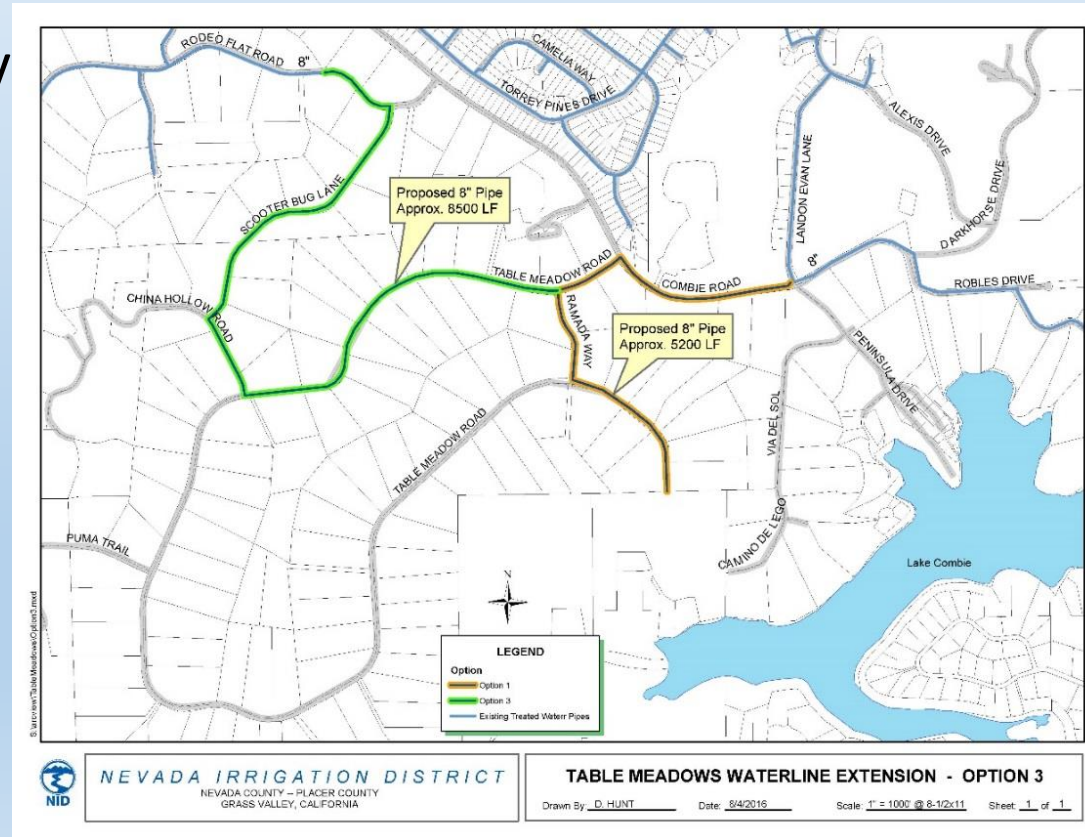 RODEO FLAT ROAD
8"
CAMELIA WAY
TORREY PINES DRIVE
ALEXIS DRIVE
LANDON EVAN LANE
DARKHORSE DRIVE
SCOOTER BUG LANE
Proposed 8" Pipe
Approx. 8500 LF
TABLE MEADOW ROAD
COMBIE ROAD
8"
ROBLES DRIVE
CHINA HOLLOW ROAD
RAMADA WAY
Proposed 8" Pipe
Approx. 5200 LF
PENINSULA DRIVE
VIA DEL SOL
TABLE MEADOW ROAD
PUMA TRAIL
CAMINO DE LEGO
Lake Combie
N
LEGEND
Option
Option 1
Option 3
Existing Treated Waterr Pipes
NID
NEVADA IRRIGATION DISTRICT
NEVADA COUNTY – PLACER COUNTY
GRASS VALLEY, CALIFORNIA
TABLE MEADOWS WATERLINE EXTENSION - OPTION 3
Drawn By: D. HUNT Date: 8/4/2016 Scale: 1" = 1000' @ 8-1/2x11 Sheet: 1 of 1